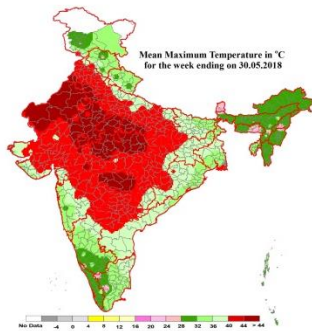 Mean Maximum Temperature in °C
for the week ending on 30.05.2018
No Data -4 0 4 8 12 16 20 24 28 32 36 40 44 > 44